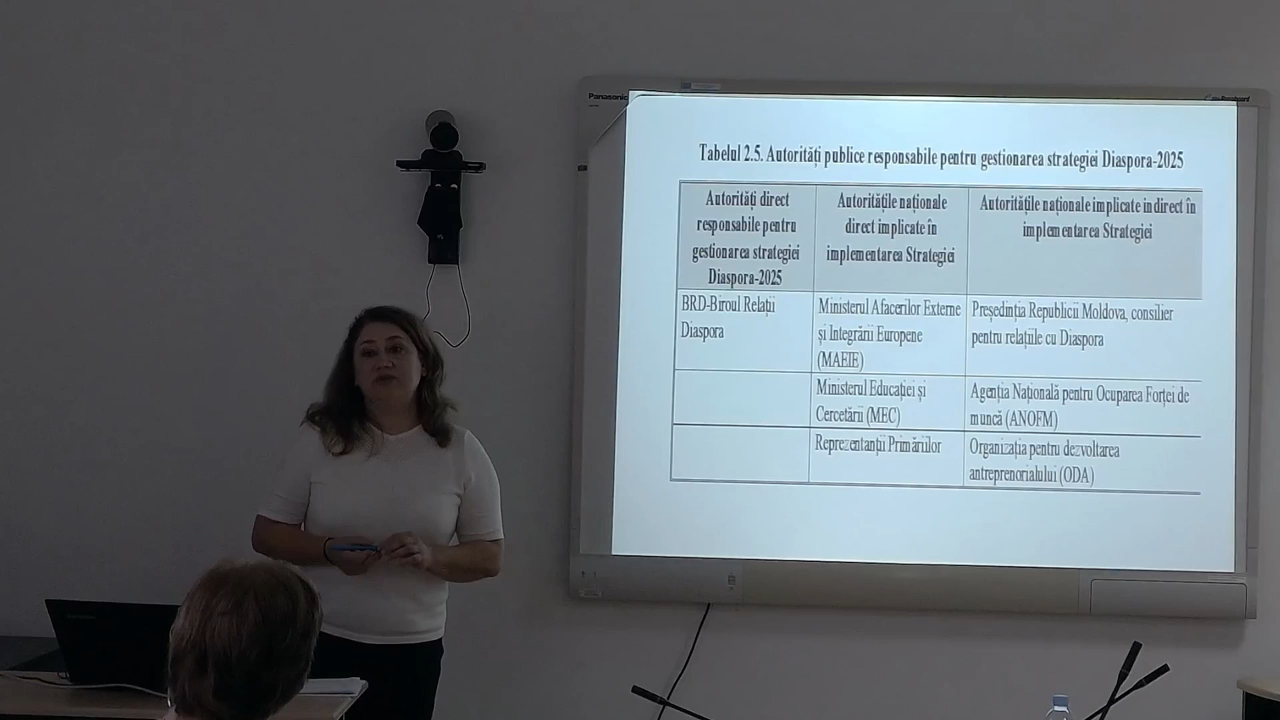 Panasonic
Tabelul 2.5. Autorități publice responsabile pentru gestionarea strategiei Diaspora-2025
Autorități direct
responsabile pentru
gestionarea strategiei
Diaspora-2025
Autoritățile naționale
direct implicate în
implementarea Strategiei
Autoritățile naționale implicate indirect în
implementarea Strategiei
BRD-Biroul Relații
Diaspora
Ministerul Afacerilor Externe
și Integrării Europene
(MAEIE)
Președinția Republicii Moldova, consilier
pentru relațiile cu Diaspora
Ministerul Educației și
Cercetării (MEC)
Agenția Națională pentru Ocuparea Forței de
muncă (ANOFM)
Reprezentanții Primăriilor
Organizația pentru dezvoltarea
antreprenorialului (ODA)